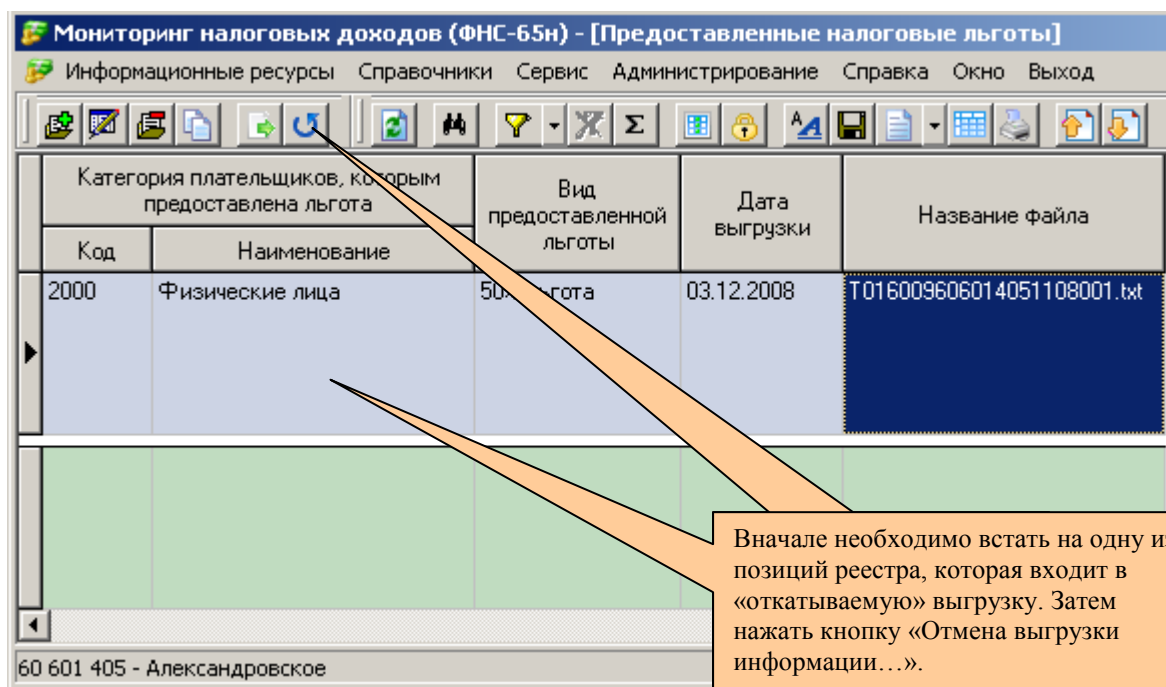 Мониторинг налоговых доходов (ФНС-65н) - [Предоставленные налоговые льготы]
Информационные ресурсы Справочники Сервис Администрирование Справка Окно Выход
Категория плательщиков, которым
предоставлена льгота
Вид
предоставленной
льготы
Дата
выгрузки
Название файла
Код
Наименование
2000
Физические лица
03.12.2008
T016009606014051108001.txt
Вначале необходимо встать на одну из
позиций реестра, которая входит в
«откатываемую» выгрузку. Затем
нажать кнопку «Отмена выгрузки
информации…».
60 601 405 - Александровское